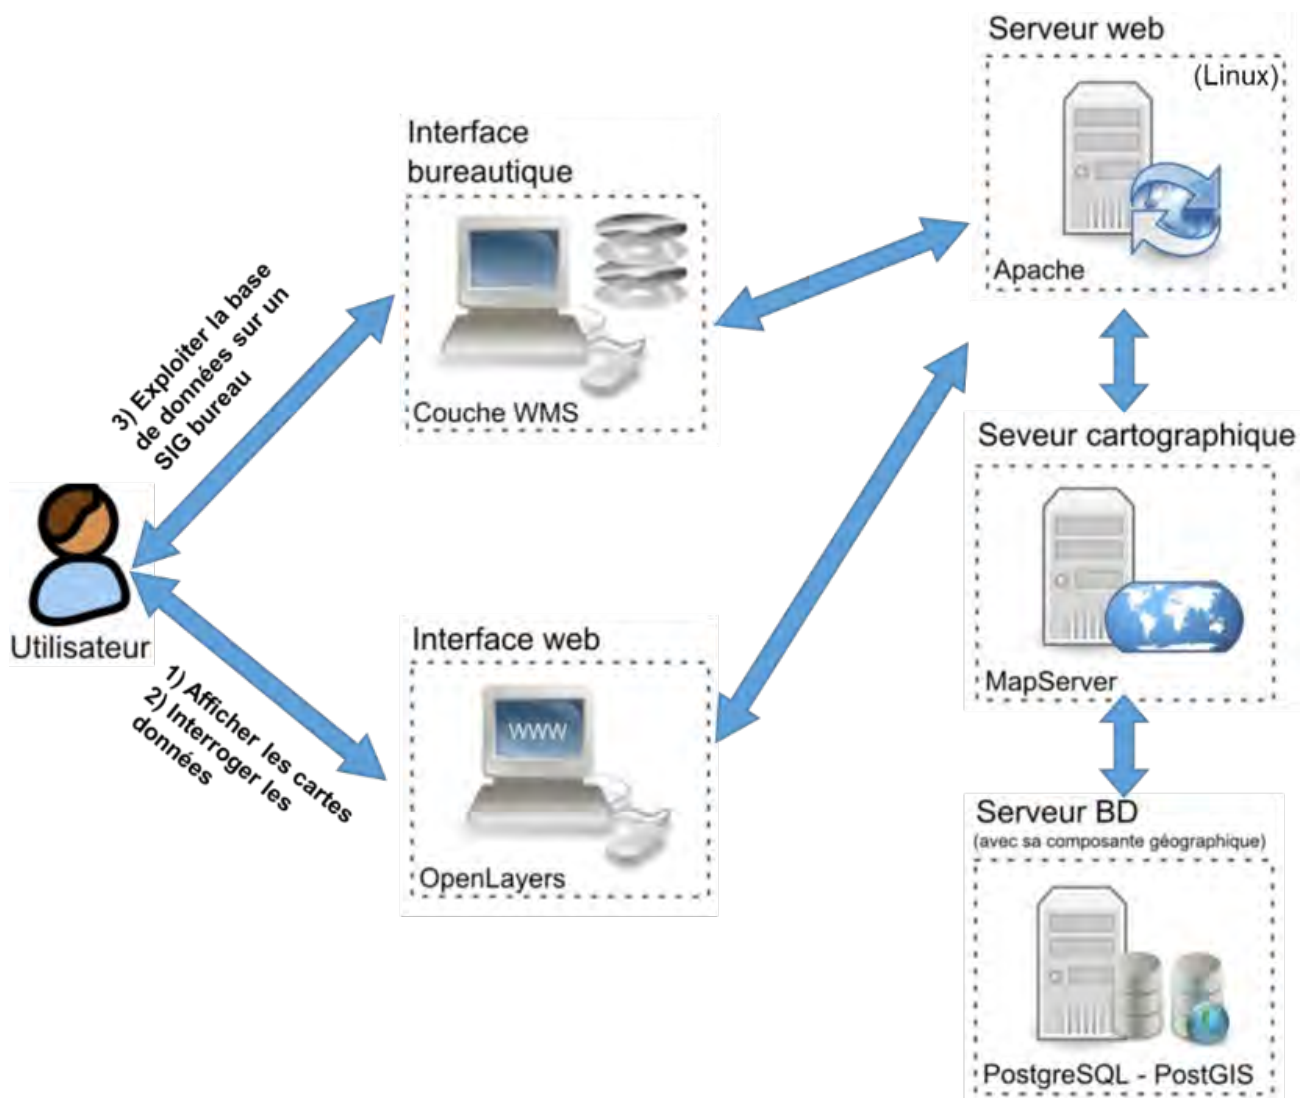 Serveur web
(Linux)
Apache
Interface
bureautique
Couche WMS
3) Exploiter la base
de données sur un
SIG bureau
Utilisateur
1) Afficher les cartes
2) Interroger les
données
Interface web
WWW
OpenLayers
Seveur cartographique
MapServer
Serveur BD
(avec sa composante géographique)
PostgreSQL - PostGIS